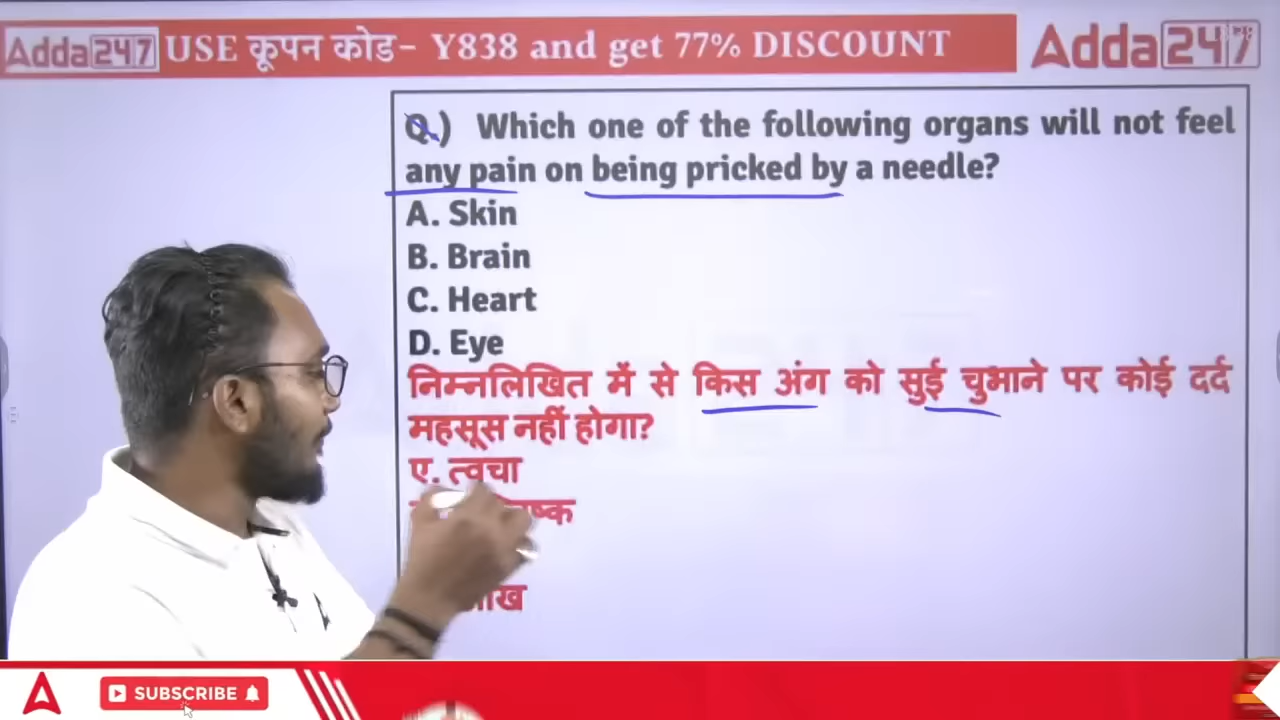 Adda247 USE कूपन कोड- Y838 and get 77% DISCOUNT
Adda247
Q.) Which one of the following organs will not feel
any pain on being pricked by a needle?
A. Skin
B. Brain
C. Heart
D. Eye
निम्नलिखित में से किस अंग को सुई चुभाने पर कोई दर्द
महसूस नहीं होगा?
ए. त्वचा
SUBSCRIBE